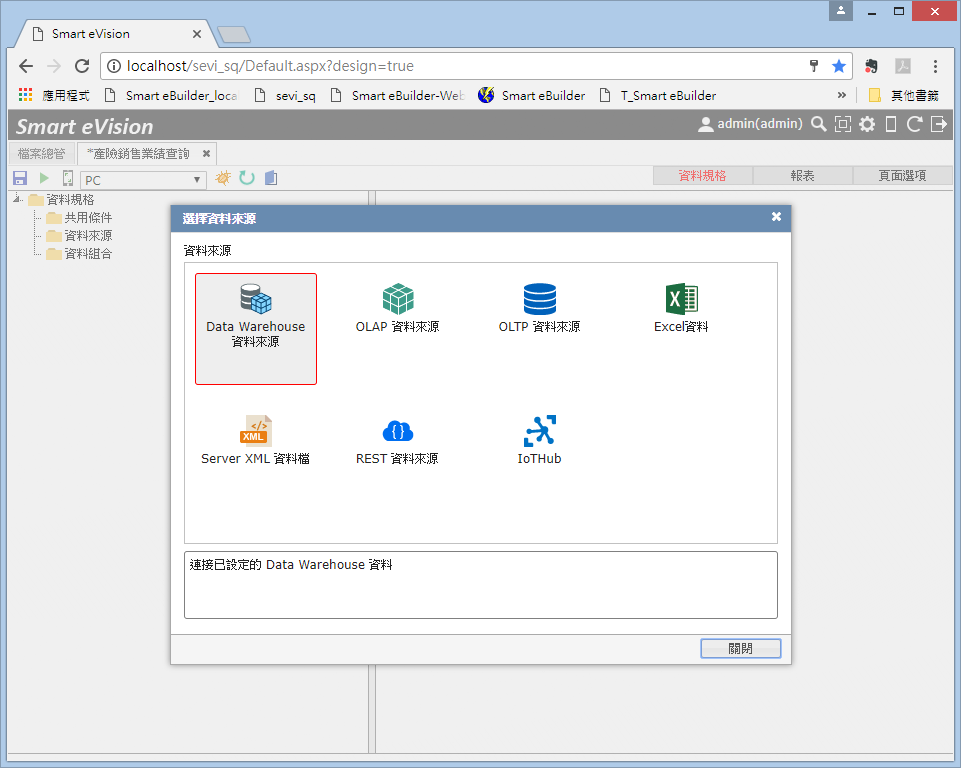 Smart eVision
localhost/sevi_sq/Default.aspx?design=true
應用程式 Smart eBuilder_loca sevi_sq Smart eBuilder-Web Smart eBuilder T_Smart eBuilder » 其他書籤
Smart eVision admin(admin)
檔案總管 *產險銷售業績查詢
PC 資料規格 報表 頁面選項
資料規格
共用條件
資料來源
資料組合
選擇資料來源
資料來源
Data Warehouse
資料來源
OLAP 資料來源
OLTP 資料來源
Excel資料
XML
Server XML 資料檔
REST 資料來源
IoTHub
連接已設定的 Data Warehouse 資料
關閉